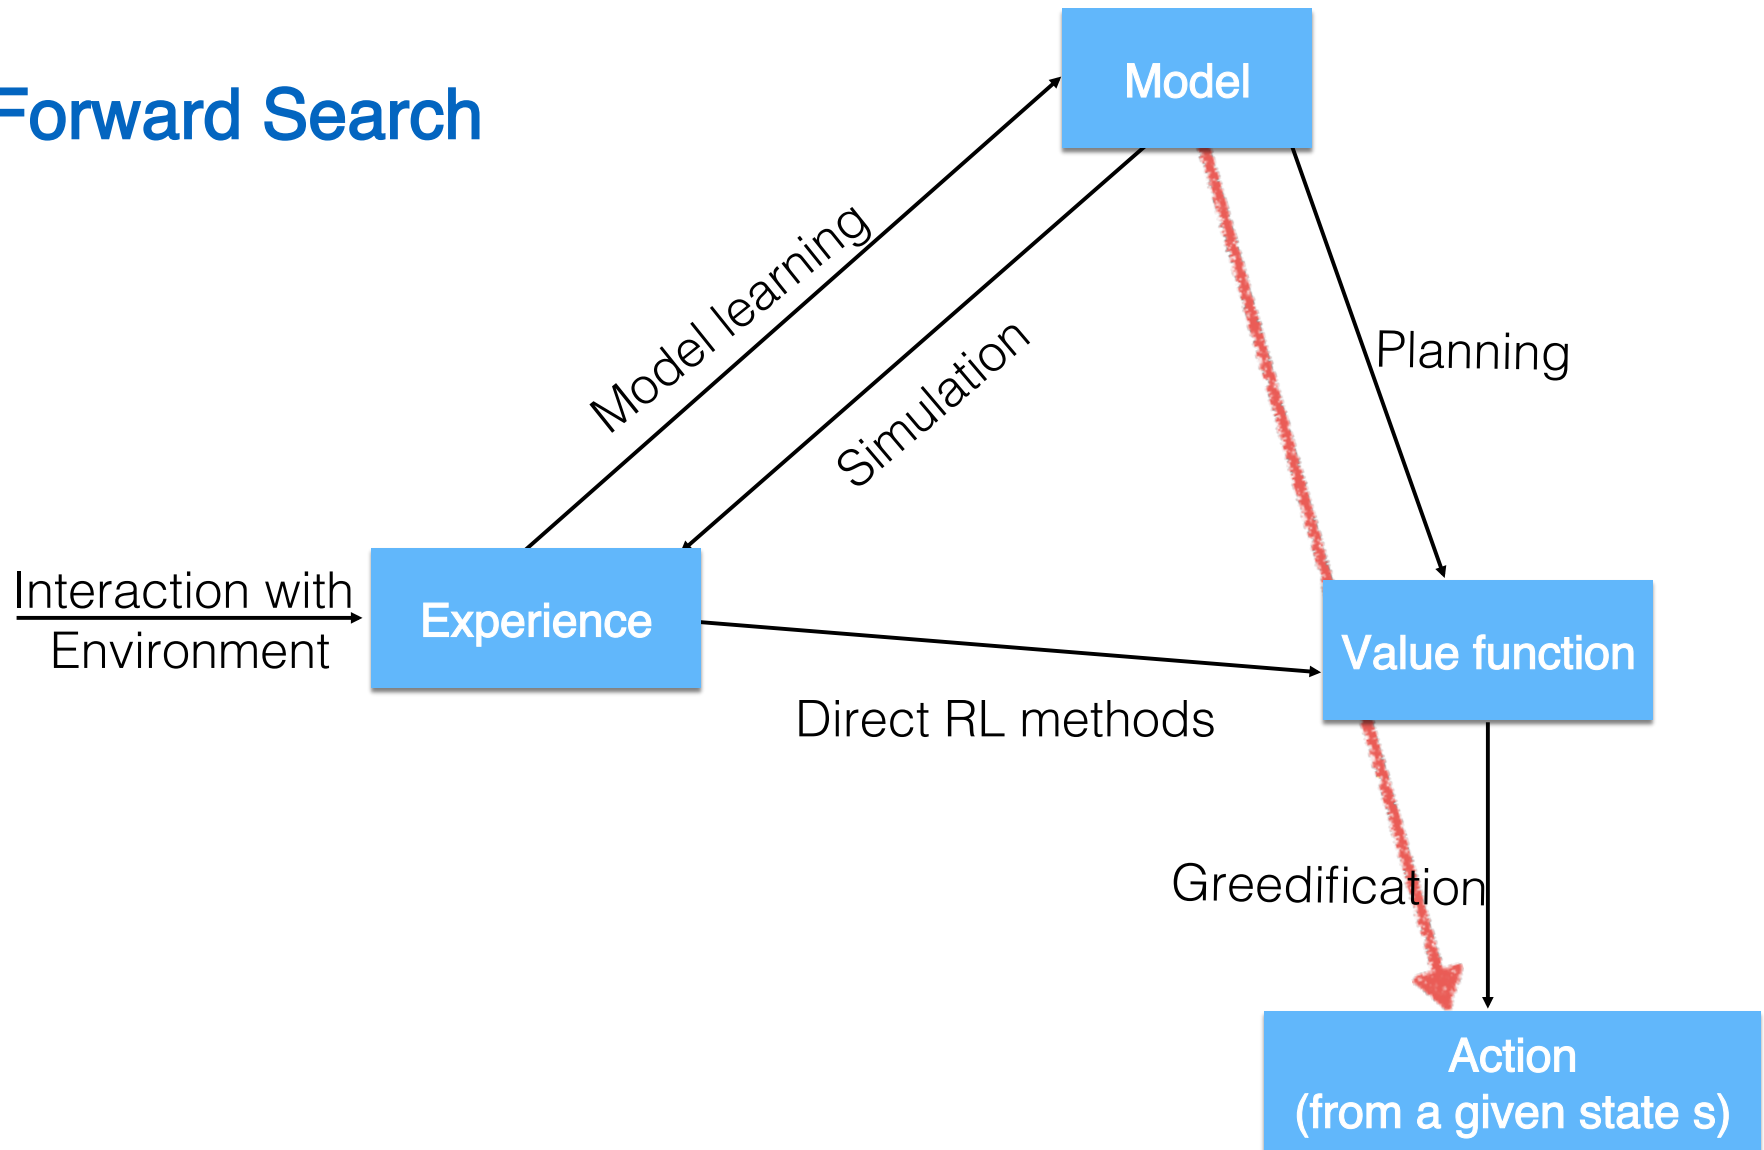 Forward Search
Model
Model learning
Simulation
Planning
Interaction with
Environment
Experience
Value function
Direct RL methods
Greedification
Action
(from a given state s)